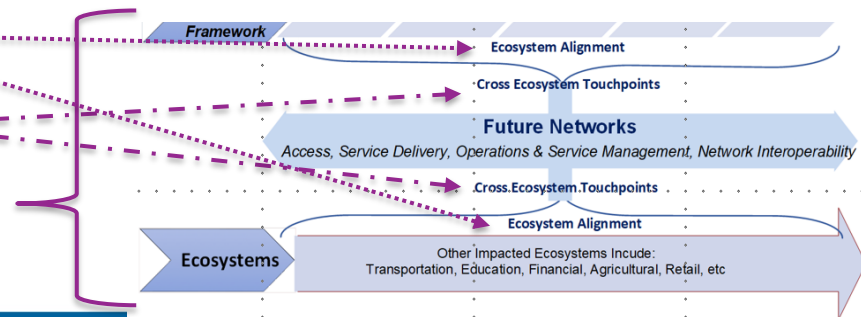 Framework
Ecosystem Alignment
Cross Ecosystem Touchpoints
Future Networks
Access, Service Delivery, Operations & Service Management, Network Interoperability
Cross Ecosystem Touchpoints
Ecosystem Alignment
Ecosystems
Other Impacted Ecosystems Incude:
Transportation, Education, Financial, Agricultural, Retail, etc